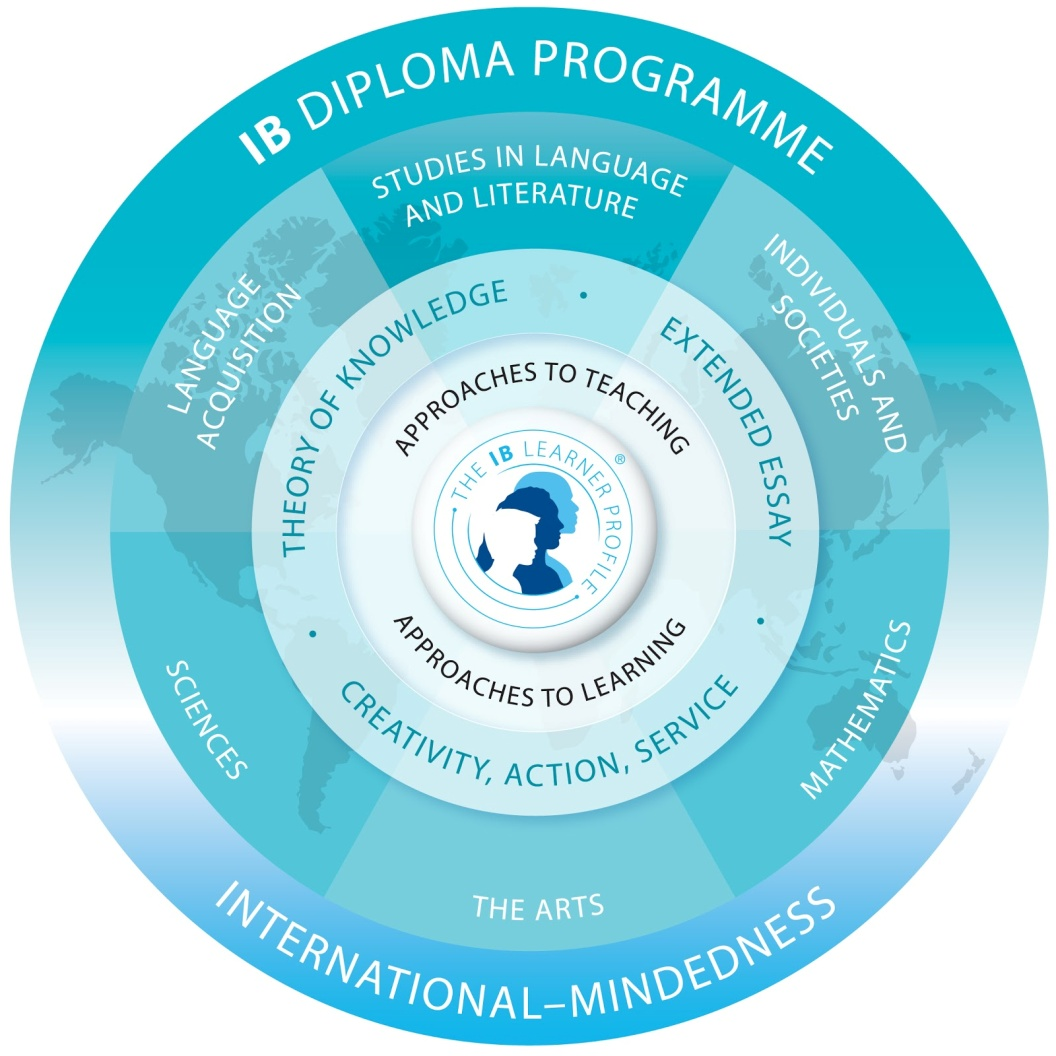 IB DIPLOMA PROGRAMME
STUDIES IN LANGUAGE
AND LITERATURE
LANGUAGE
ACQUISITION
INDIVIDUALS AND
SOCIETIES
THEORY OF KNOWLEDGE
EXTENDED ESSAY
APPROACHES TO TEACHING
THE IB LEARNER PROFILE®
APPROACHES TO LEARNING
CREATIVITY, ACTION, SERVICE
SCIENCES
MATHEMATICS
THE ARTS
INTERNATIONAL–MINDEDNESS